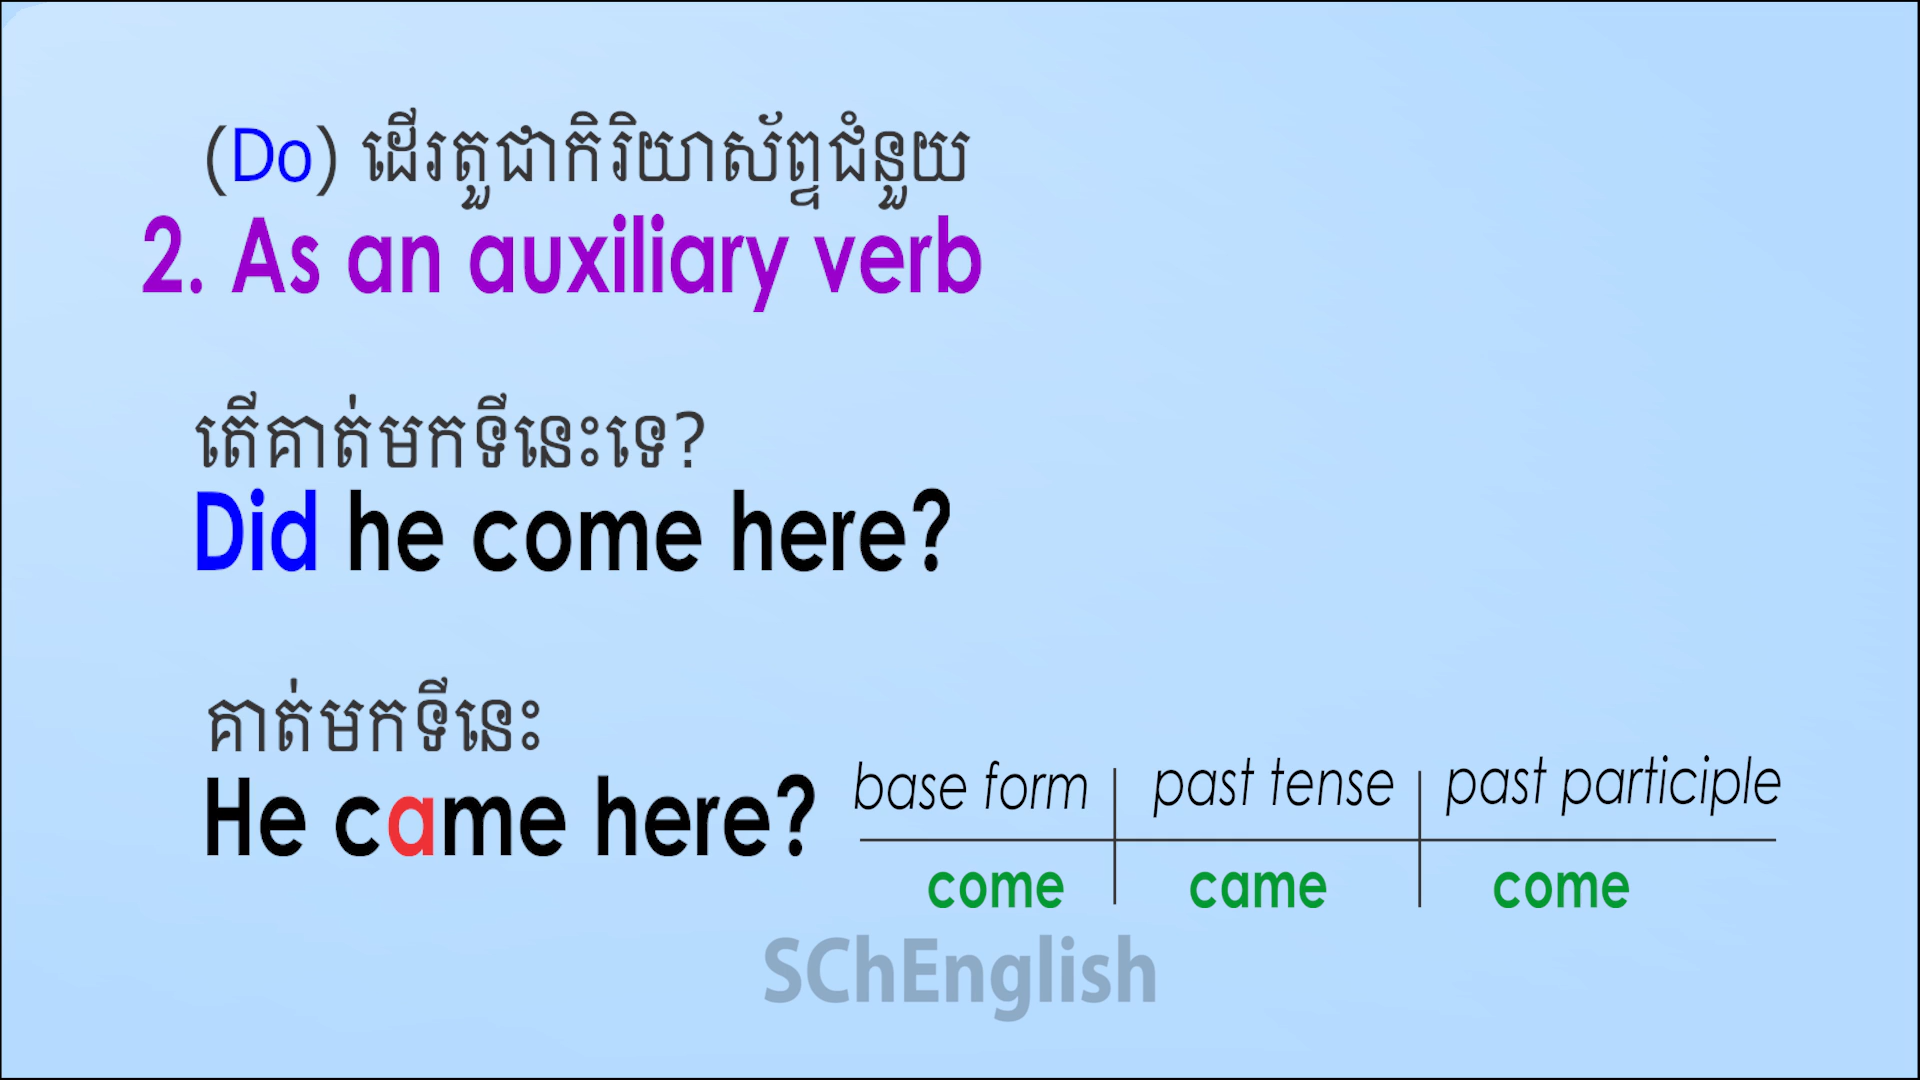 (Do) ដើរតួជាកិរិយាស័ព្ទជំនួយ
2. As an auxiliary verb
តើគាត់មកទីនេះទេ?
Did he come here?
គាត់មកទីនេះ
He came here?
base form past tense past participle
come came come
SChEnglish